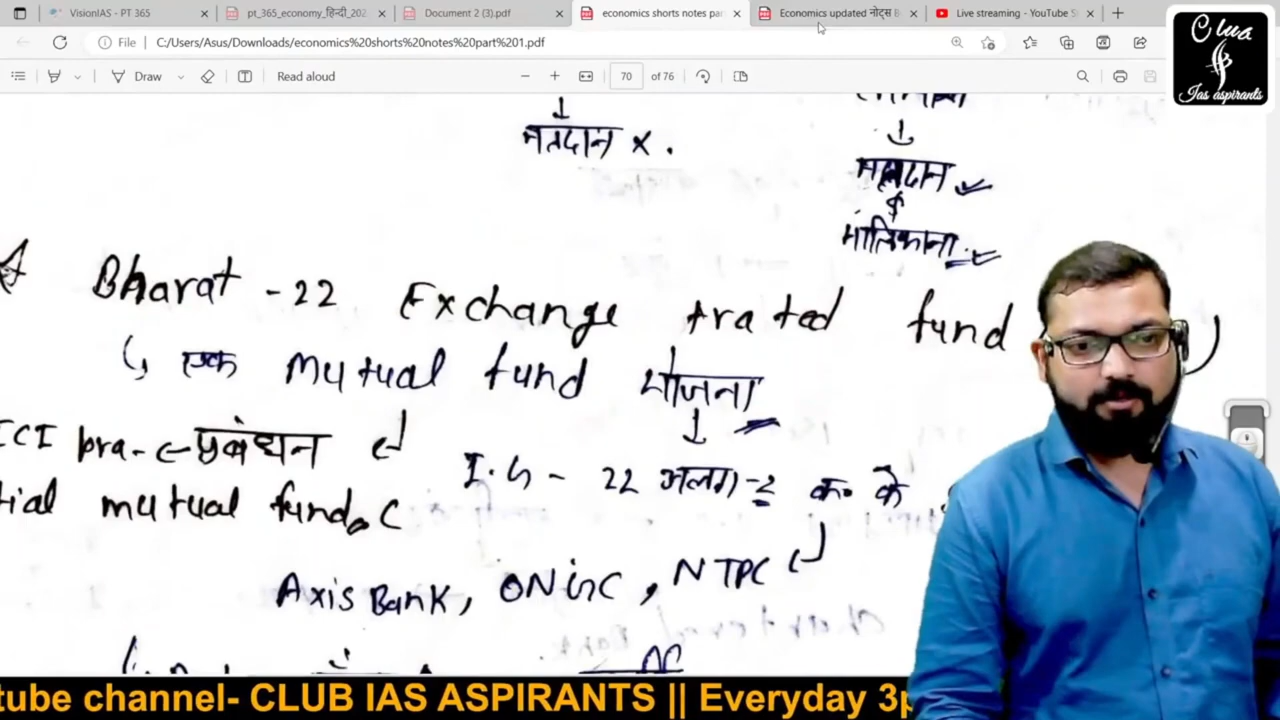 VisionIAS - PT 365
pt_365_economy_हिन्दी_202
Document 2 (3).pdf
economics shorts notes par
Economics updated नोट्स
Live streaming - YouTube S
File
C:/Users/Asus/Downloads/economics%20shorts%20notes%20part%201.pdf
Draw
Read aloud
70 of 76
Club
Ias aspirants
मतदान x.
मतदान
&
मालिकाना
Bharat - 22 Exchange trated fund
एक mutual fund योजना
ICI pra- प्रबंधन
I.G - 22 अलग-2 क. के
tial mutual fund
Axis Bank, ONGC, NTPC
tube channel- CLUB IAS ASPIRANTS || Everyday 3p